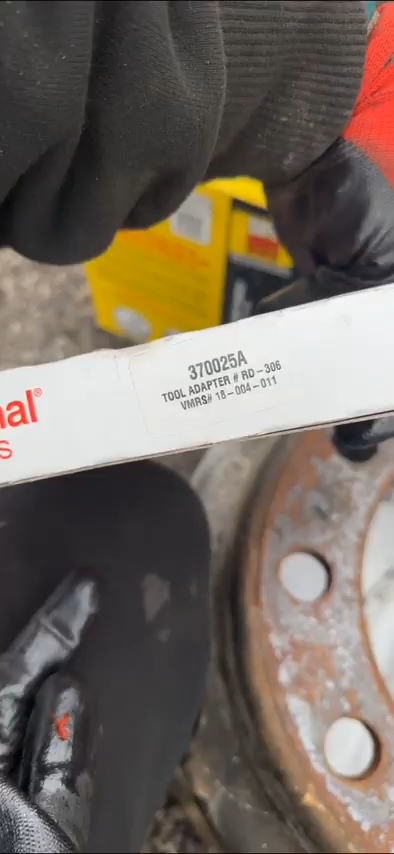 nal®
s
370025A
TOOL ADAPTER # RD-306
VMRS# 18-004-011